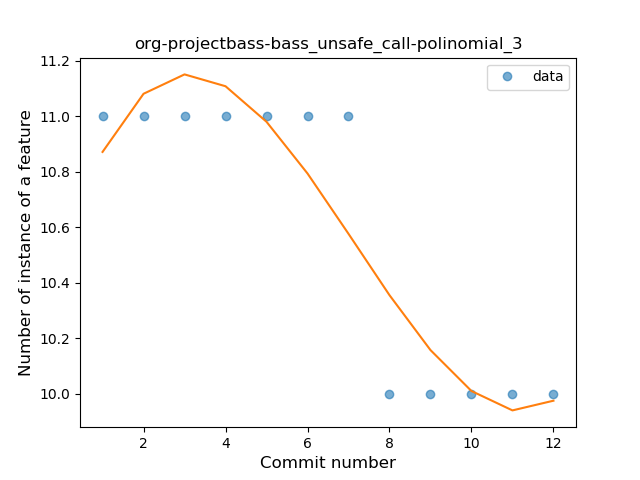 org-projectbass-bass_unsafe_call-polinomial_3
data
Number of instance of a feature
11.2
11.0
10.8
10.6
10.4
10.2
10.0
2 4 6 8 10 12
Commit number